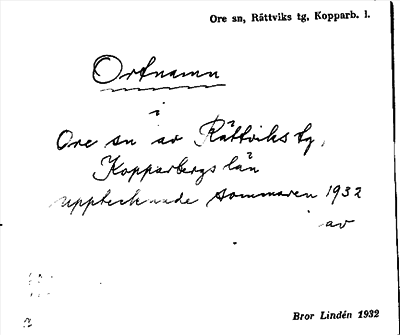 Ore sn, Rättviks tg, Kopparb. l.
Ortnamn
i
Ore sn av Rättviks tg,
Kopparbergs län
upptecknade sommaren 1932
av
Bror Lindén 1932